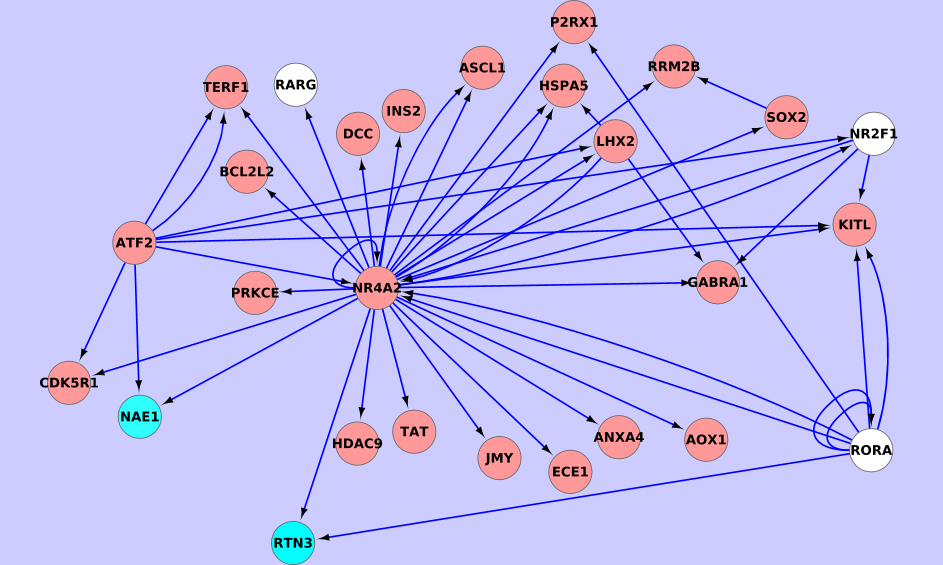 P2RX1
ASCL1
RRM2B
TERF1
RARG
HSPA5
INS2
SOX2
DCC
NR2F1
LHX2
BCL2L2
KITL
ATF2
GABRA1
NR4A2
PRKCE
CDK5R1
NAE1
TAT
ANXA4
AOX1
HDAC9
RORA
JMY
ECE1
RTN3